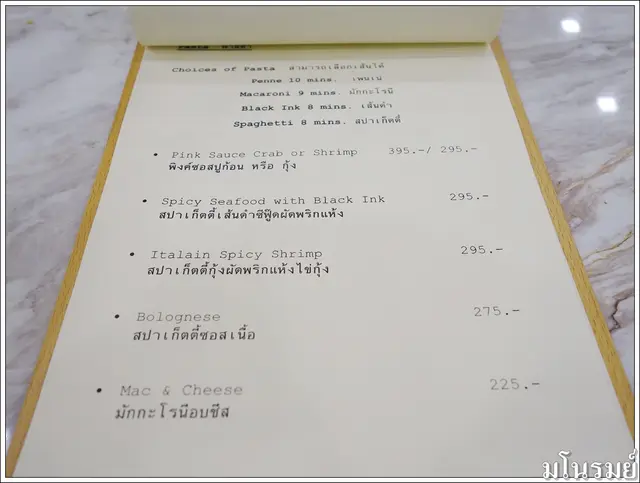 Pasta พาสต้า
Choices of Pasta สามารถเลือกเส้นได้
Penne 10 mins. เพนเน่
Macaroni 9 mins. มักกะโรนี
Black Ink 8 mins. เส้นดำ
Spaghetti 8 mins. สปาเก็ตตี้
• Pink Sauce Crab or Shrimp 395.-/ 295.-
พิงค์ซอสปูก้อน หรือ กุ้ง
• Spicy Seafood with Black Ink 295.-
สปาเก็ตตี้เส้นดำซีฟู๊ดผัดพริกแห้ง
• Italain Spicy Shrimp 295.-
สปาเก็ตตี้กุ้งผัดพริกแห้งไข่กุ้ง
• Bolognese 275.-
สปาเก็ตตี้ซอสเนื้อ
• Mac & Cheese 225.-
มักกะโรนีอบชีส
มโนรมย์